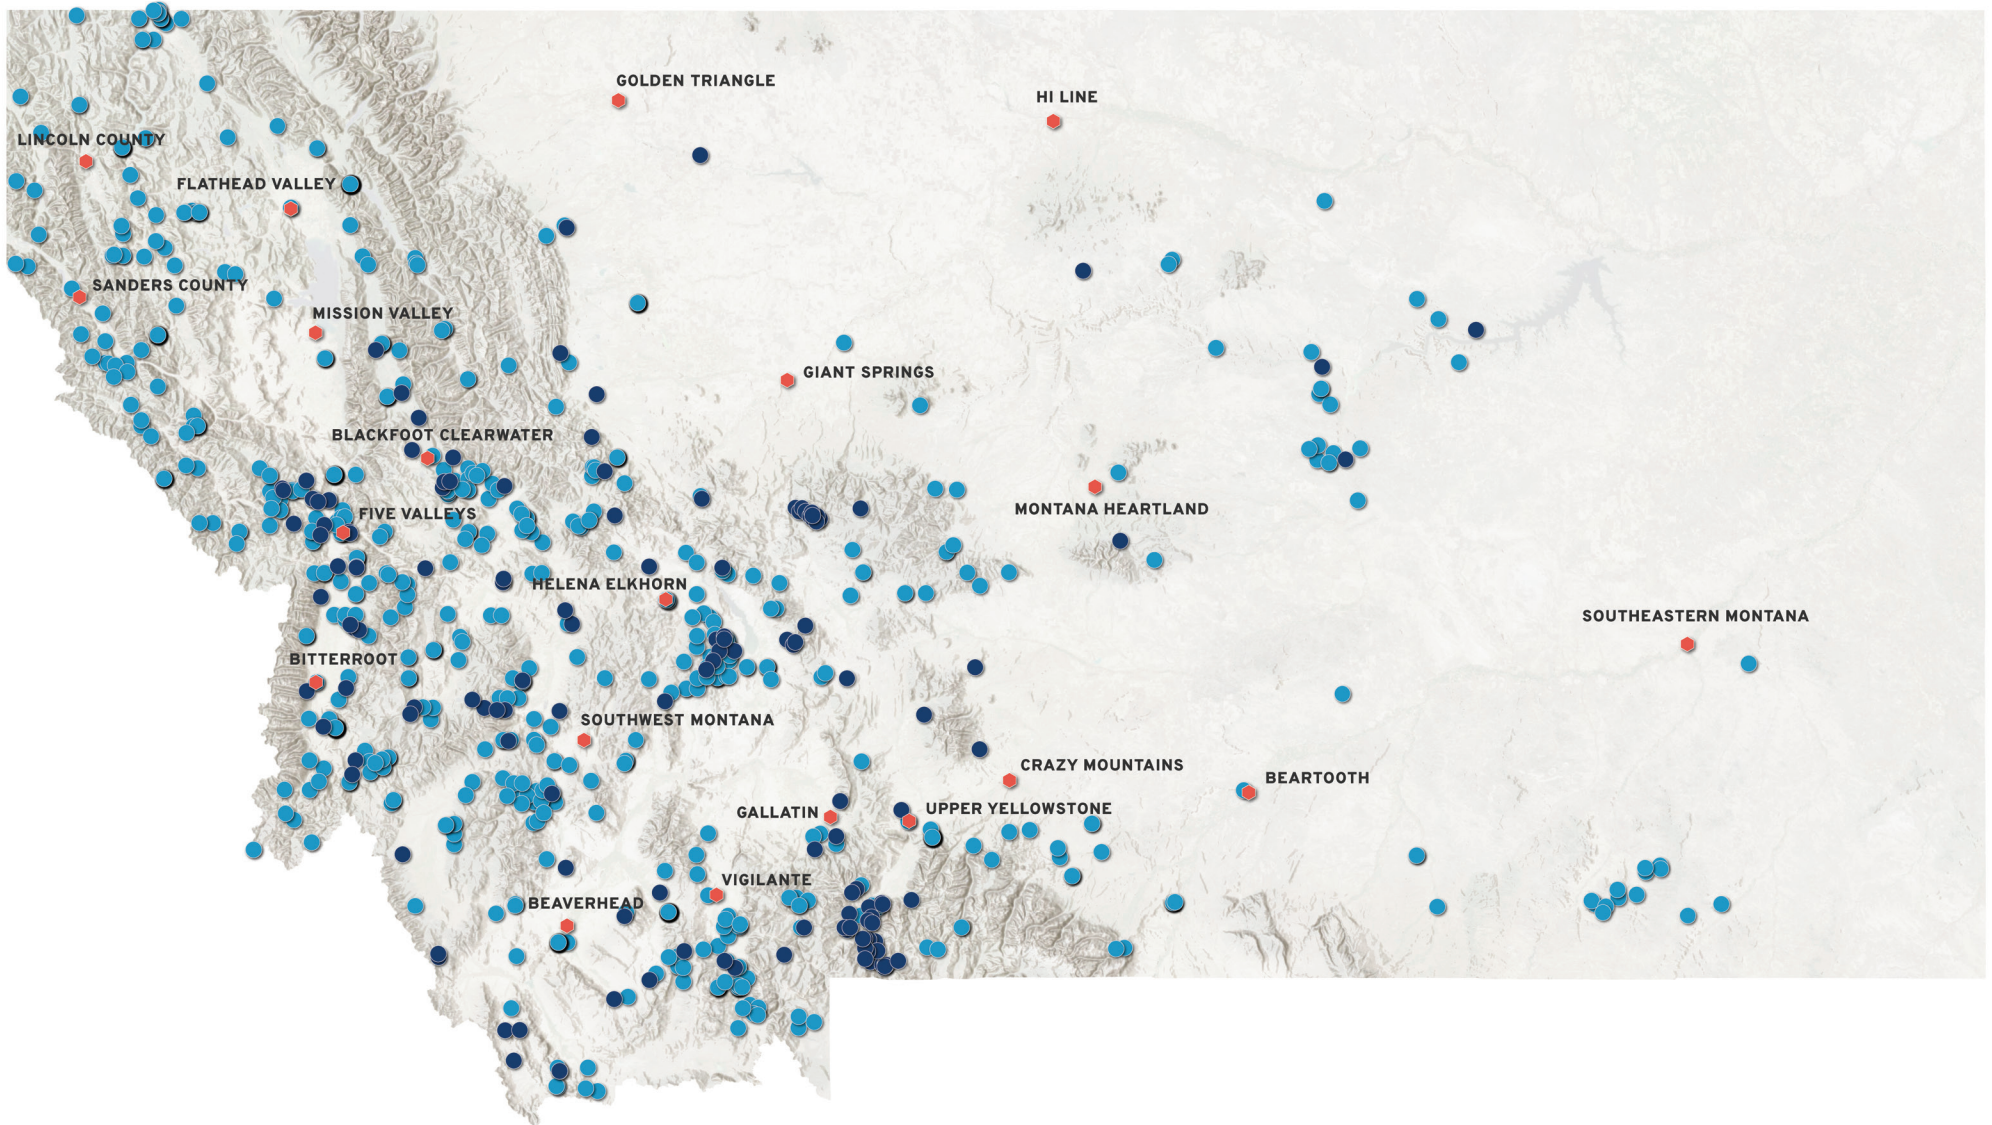 GOLDEN TRIANGLE
HI LINE
LINCOLN COUNTY
FLATHEAD VALLEY
SANDERS COUNTY
MISSION VALLEY
GIANT SPRINGS
BLACKFOOT CLEARWATER
MONTANA HEARTLAND
FIVE VALLEYS
HELENA ELKHORN
SOUTHEASTERN MONTANA
BITTERROOT
SOUTHWEST MONTANA
CRAZY MOUNTAINS
BEARTOOTH
GALLATIN
UPPER YELLOWSTONE
VIGILANTE
BEAVERHEAD